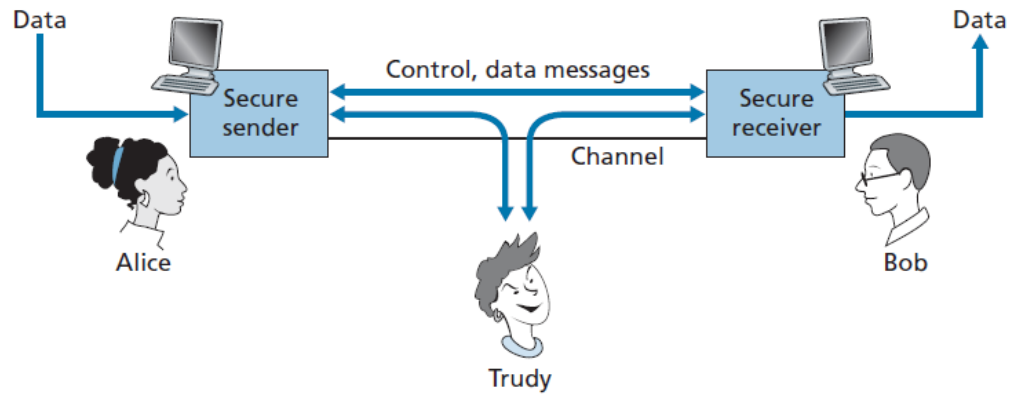 Data
Data
Control, data messages
Secure
sender
Secure
receiver
Channel
Alice
Bob
Trudy